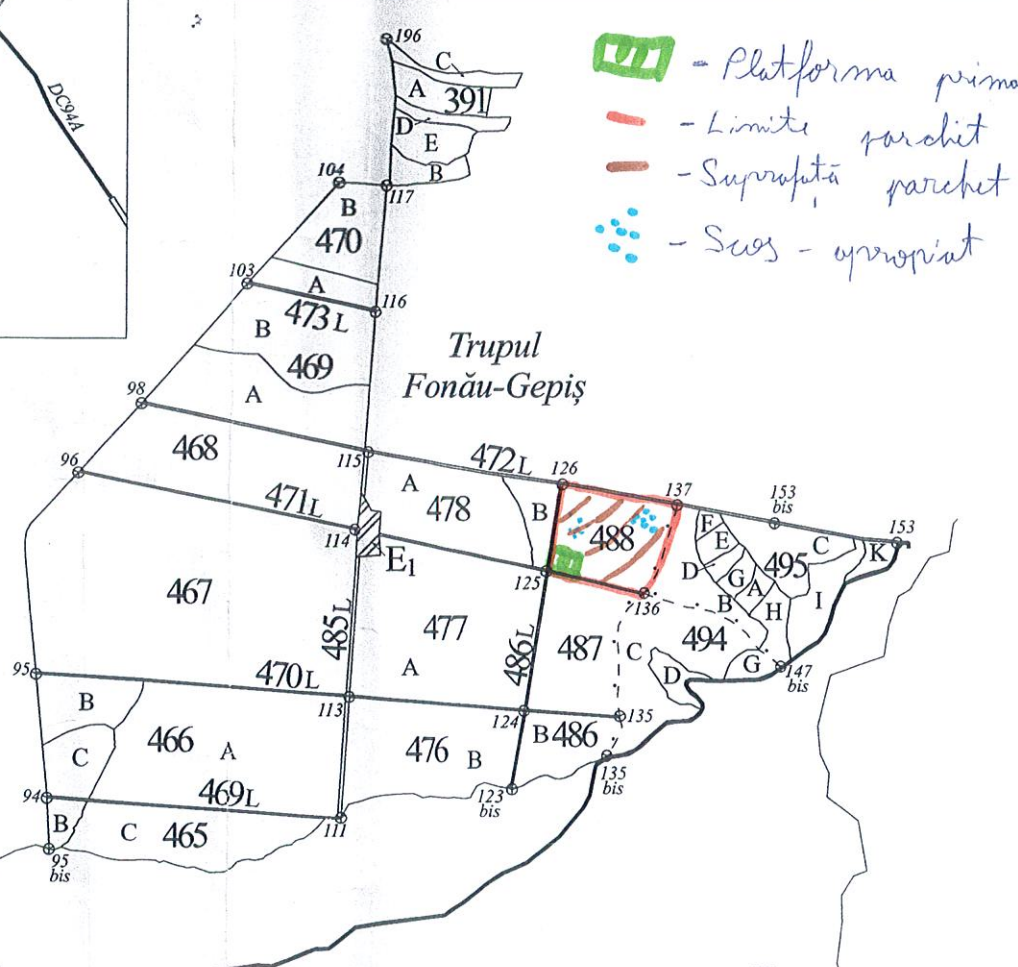 DC94A
- Platforma prima
- Limite parchet
- Suprafață parchet
- Scos - apropiat
196
C
A
391
D
E
B
104
117
B
470
103
A
116
473L
B
469
Trupul
Fonău-Gepiș
98
A
468
115
472L
126
137
153
bis
153
96
471L
A
478
B
488
F
E
C
K
114
E1
D
G
A
495
125
136
B
H
I
467
485L
477
486L
487
494
A
C
D
G
147
bis
95
470L
113
124
135
B
466
A
476
B
B
486
C
135
bis
94
469L
123
bis
B
C
465
111
95
bis